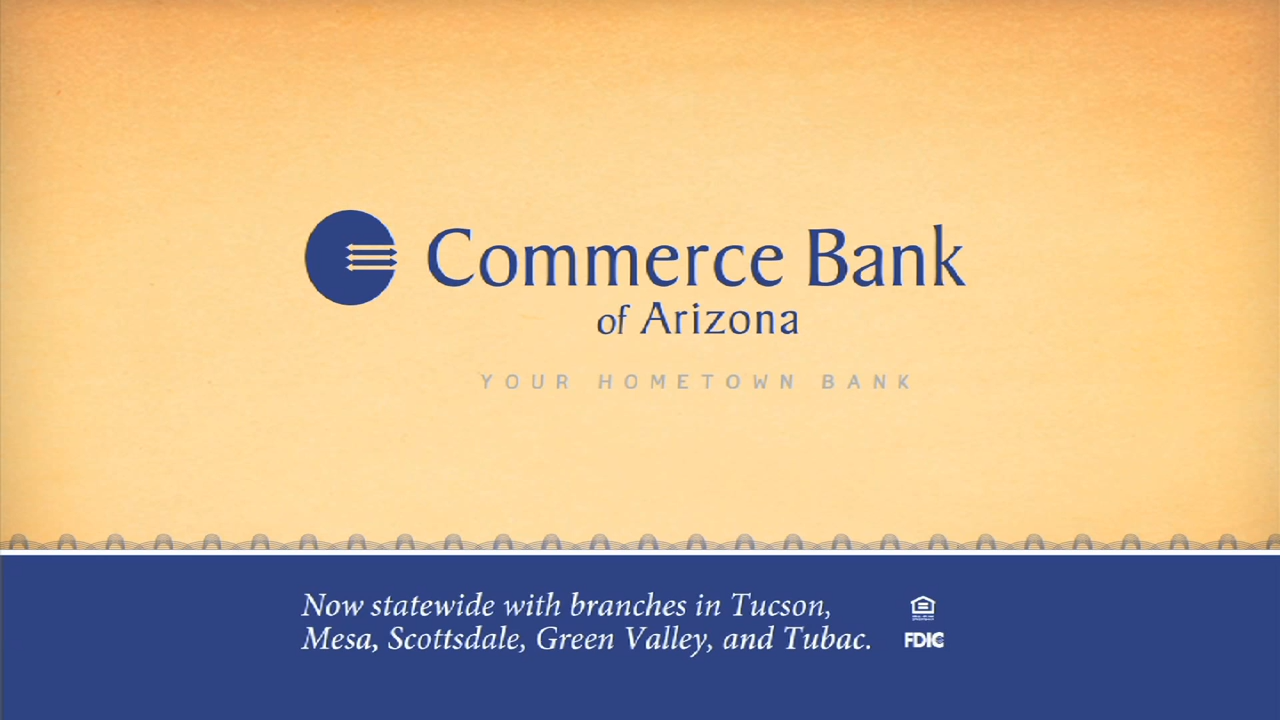 Commerce Bank
of Arizona
YOUR HOMETOWN BANK
Now statewide with branches in Tucson,
Mesa, Scottsdale, Green Valley, and Tubac.
FDIC